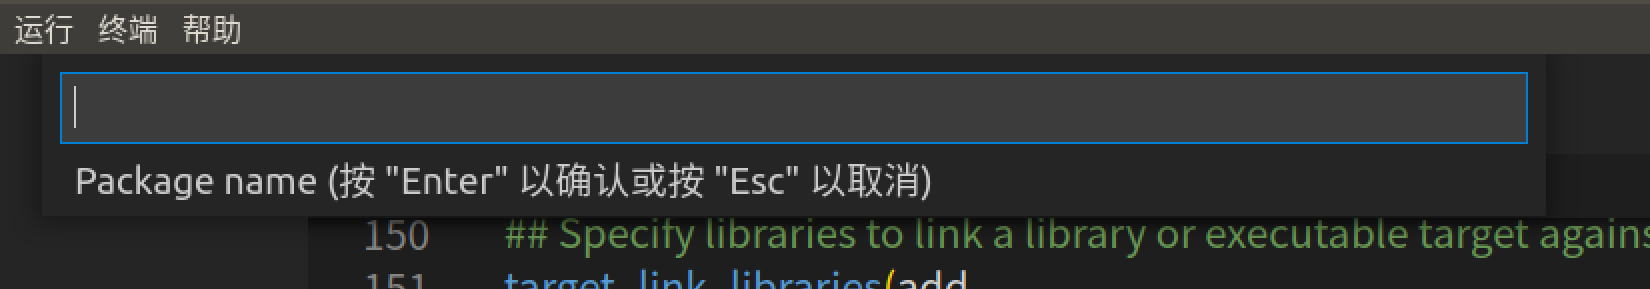 运行 终端 帮助
Package name (按 "Enter" 以确认或按 "Esc" 以取消)
150 ## Specify libraries to link a library or executable target agains
151 target_link_libraries(add